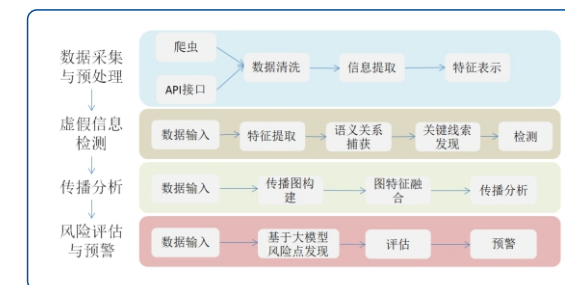 数据采集
与预处理
爬虫
API接口
数据清洗
信息提取
特征表示
虚假信息
检测
数据输入
特征提取
语义关系
捕获
关键线索
发现
检测
传播分析
数据输入
传播图构
建
图特征融
合
传播分析
风险评估
与预警
数据输入
基于大模型
风险点发现
评估
预警